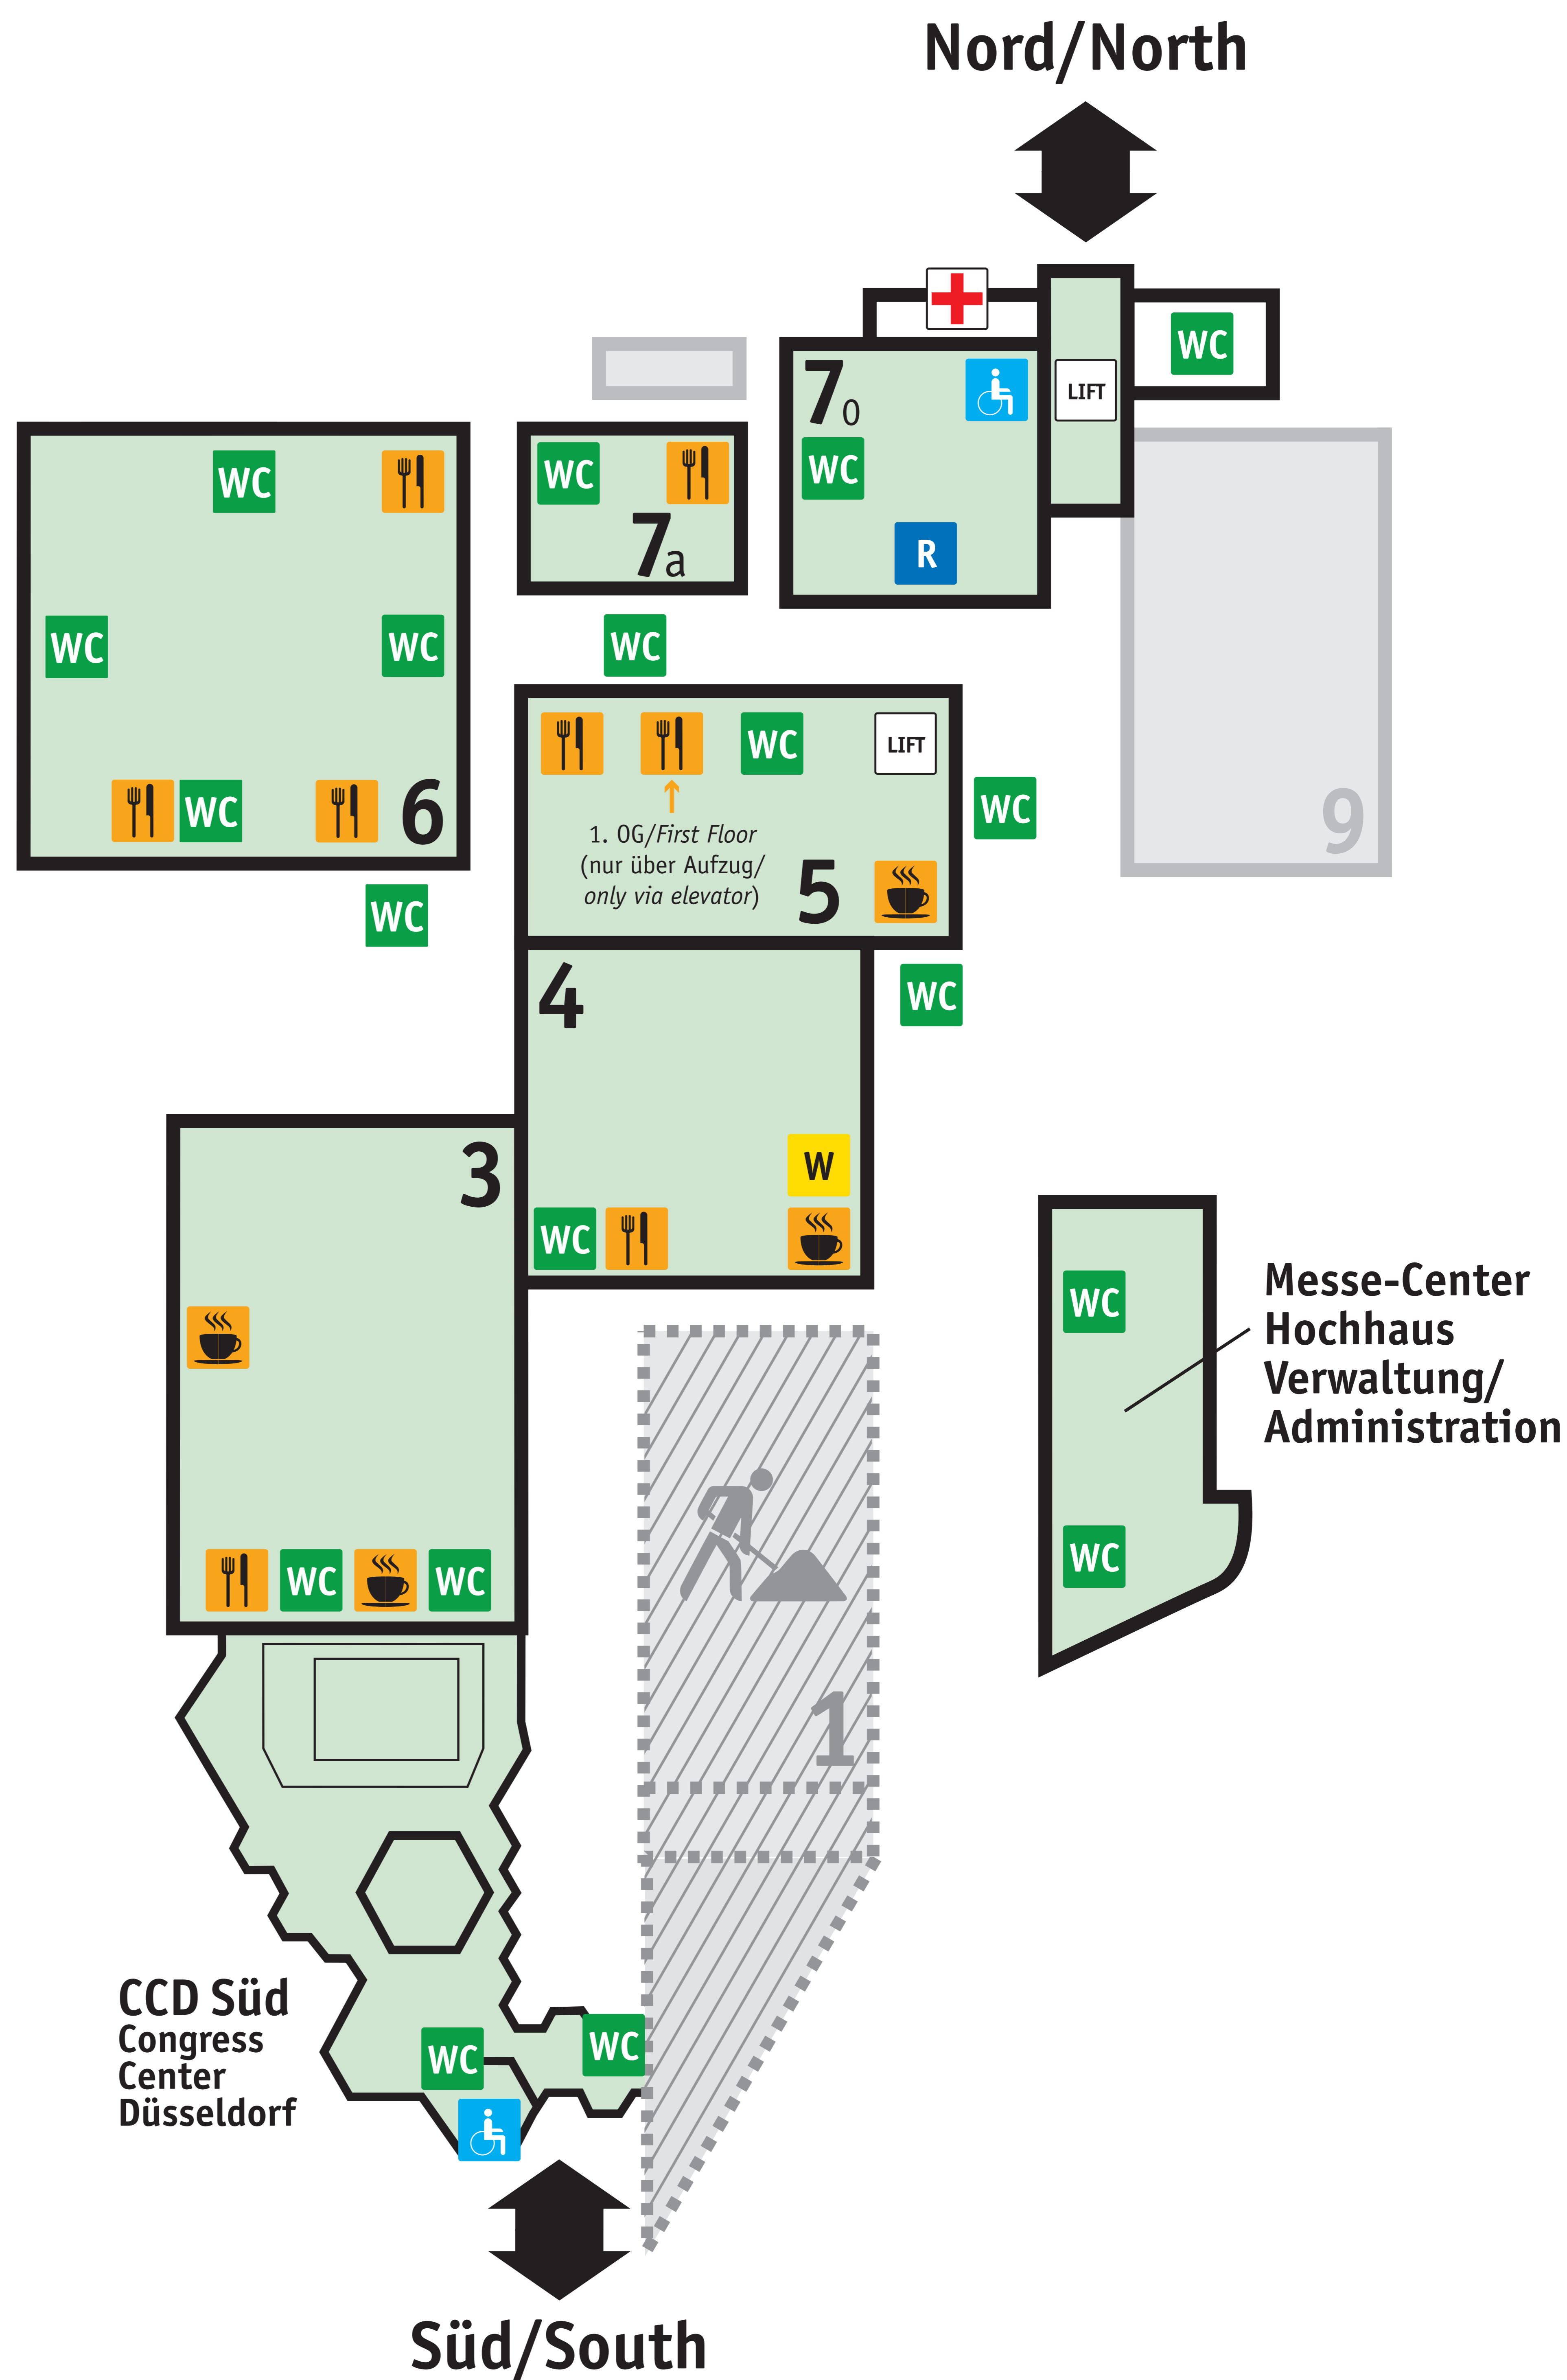 Nord/North
WC
LIFT
7
0
WC
R
WC
7a
WC
WC
WC
WC
6
WC
WC
WC
LIFT
1. OG/First Floor
(nur über Aufzug/
only via elevator)
5
WC
9
4
WC
W
WC
3
WC
WC
1
WC
WC
Messe-Center
Hochhaus
Verwaltung/
Administration
CCD Süd
Congress
Center
Düsseldorf
WC
WC
Süd/South